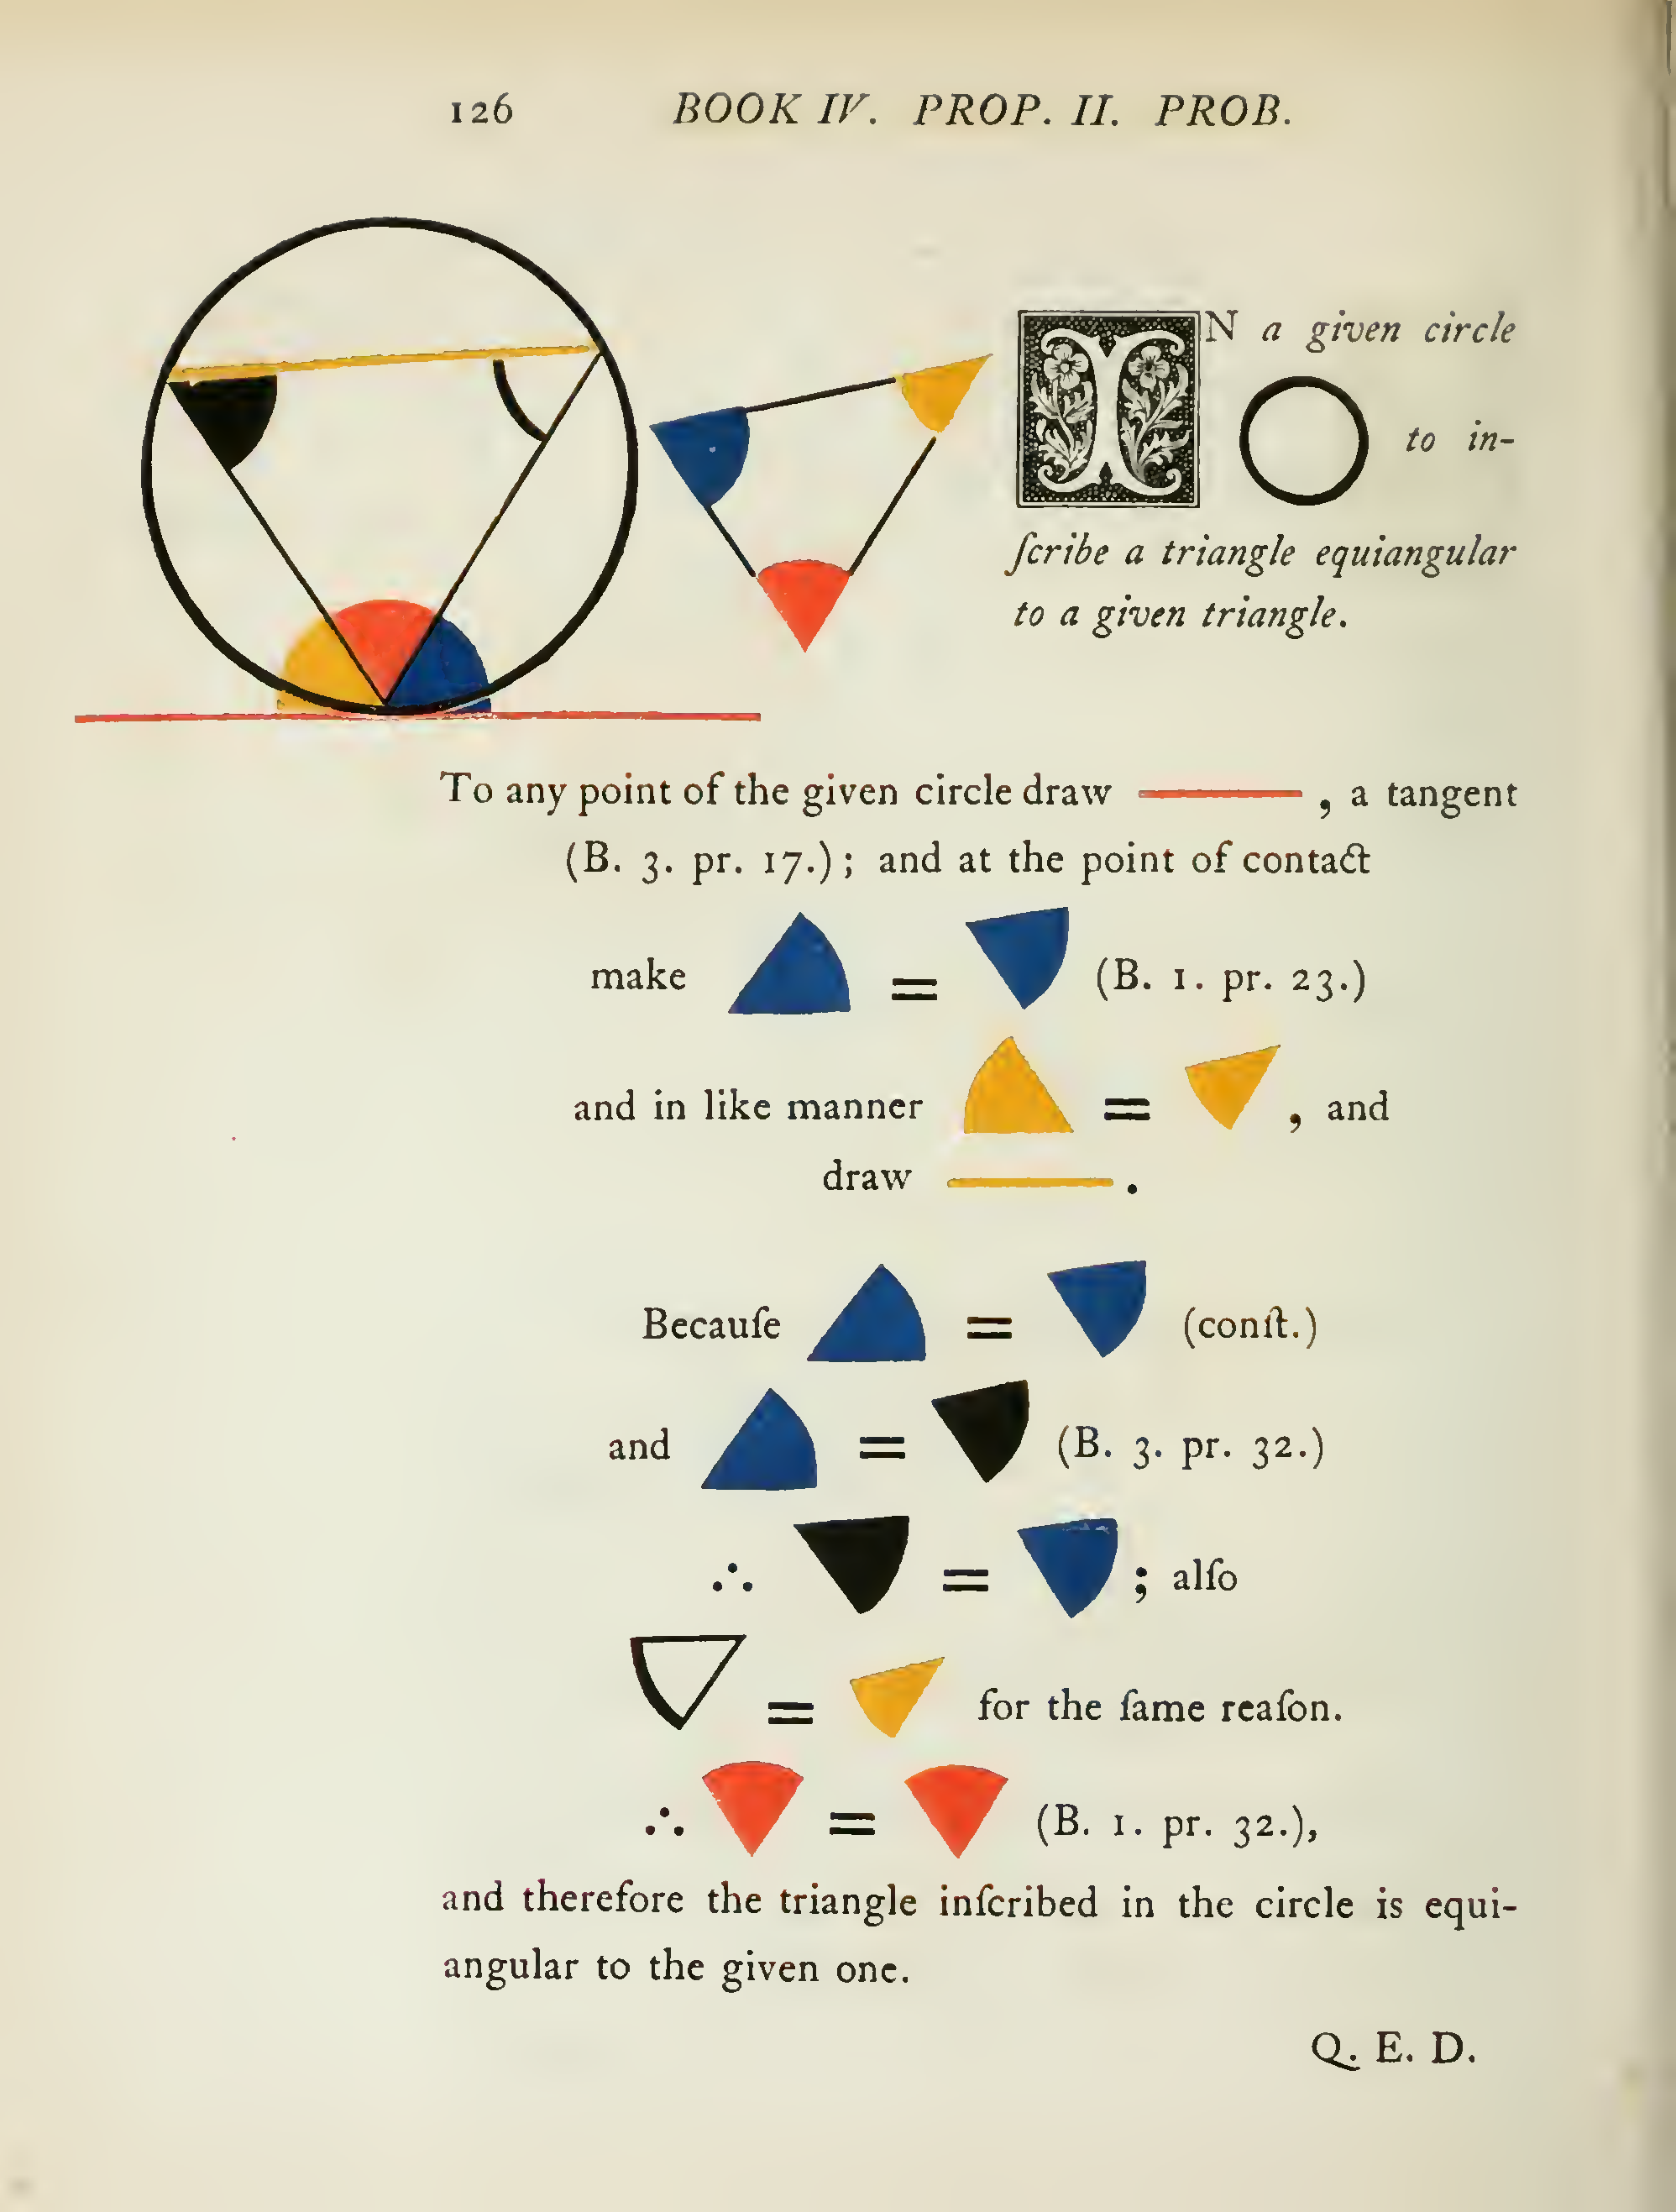 126 BOOK IV. PROP. II. PROB.
IN a given circle
to in-
ſcribe a triangle equiangular
to a given triangle.
To any point of the given circle draw , a tangent
(B. 3. pr. 17.); and at the point of contact
make = (B. 1. pr. 23.)
and in like manner = , and
draw .
Becauſe = (conſt.)
and = (B. 3. pr. 32.)
∴ = ; alſo
= for the ſame reaſon.
∴ = (B. 1. pr. 32.),
and therefore the triangle inſcribed in the circle is equi-
angular to the given one.
Q. E. D.